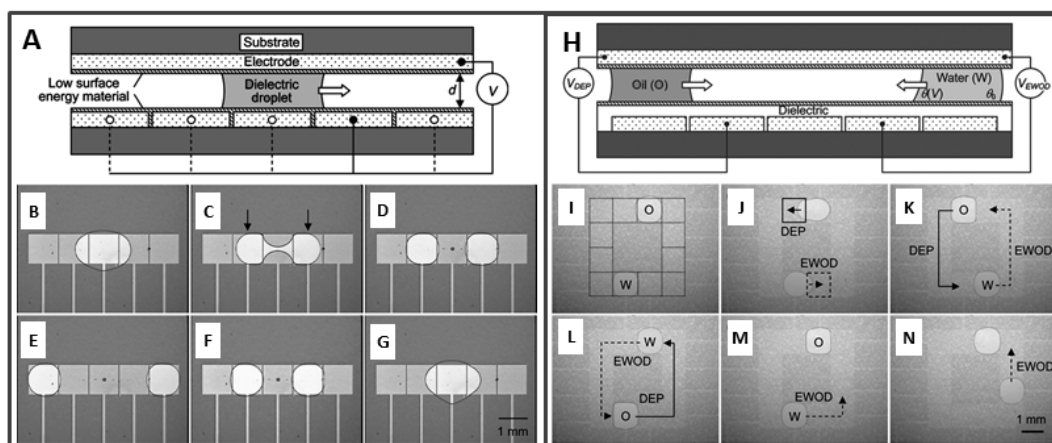 A
Substrate
Electrode
Low surface
energy material
Dielectric
droplet
d
V
B
C
D
E
F
G
1 mm
H
V_DEP
Oil (O)
Water (W)
θ(V)
θ₀
V_EWOD
Dielectric
I
O
W
J
DEP
EWOD
K
O
DEP
EWOD
W
L
W
EWOD
DEP
O
M
O
EWOD
W
N
EWOD
1 mm